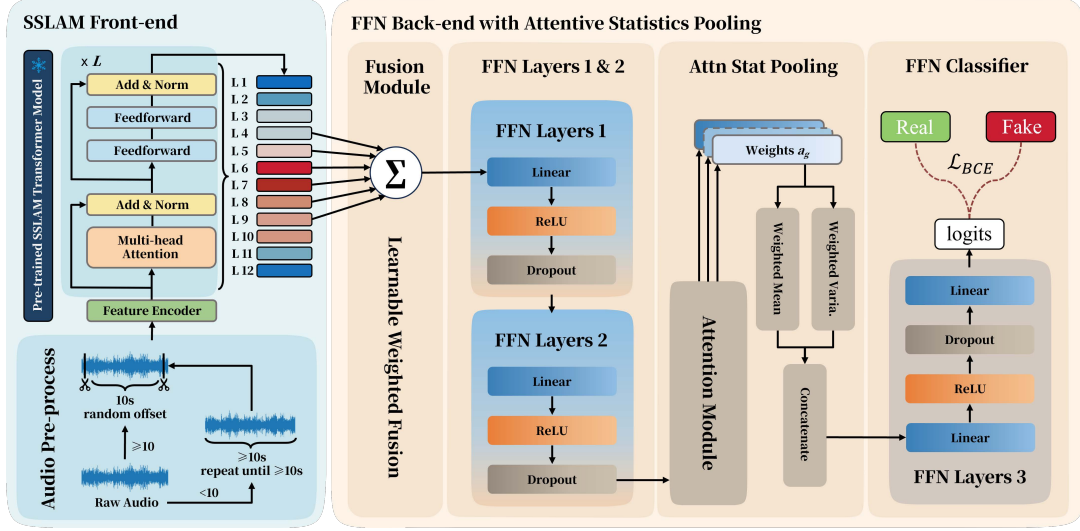 SSLAM Front-end
Pre-trained SSLAM Transformer Model
x L
Add & Norm
Feedforward
Feedforward
Add & Norm
Multi-head
Attention
Feature Encoder
L 1
L 2
L 3
L 4
L 5
L 6
L 7
L 8
L 9
L 10
L 11
L 12
Audio Pre-process
10s
random offset
≥10
Raw Audio
<10
≥10s
repeat until ≥10s
FFN Back-end with Attentive Statistics Pooling
Fusion
Module
Σ
Learnable Weighted Fusion
FFN Layers 1 & 2
FFN Layers 1
Linear
ReLU
Dropout
FFN Layers 2
Linear
ReLU
Dropout
Attn Stat Pooling
Weights a_s
Weighted Mean
Weighted Varia.
Attention Module
Concatenate
FFN Classifier
Real
Fake
ℒ_BCE
logits
Linear
Dropout
ReLU
Linear
FFN Layers 3